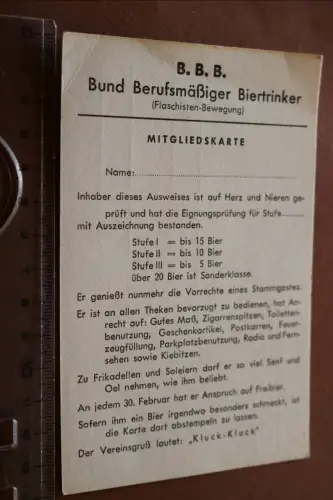 B. B. B.
Bund Berufsmäßiger Biertrinker
(Flaschisten-Bewegung)
MITGLIEDSKARTE
Name:..............................
Inhaber dieses Ausweises ist auf Herz und Nieren ge-
prüft und hat die Eignungsprüfung für Stufe........
mit Auszeichnung bestanden.
Stufe I = bis 15 Bier
Stufe II = bis 10 Bier
Stufe III = bis 5 Bier
über 20 Bier ist Sonderklasse.
Er genießt nunmehr die Vorrechte eines Stammgastes.
Er ist an allen Theken bevorzugt zu bedienen, hat An-
recht auf: Gutes Maß, Zigarrenspitzen, Toiletten-
benutzung, Geschenkartikel, Postkarten, Feuer-
zeugfüllung, Parkplatzbenutzung, Radio und Fern-
sehen sowie Kiebitzen.
Zu Frikadellen und Soleiern darf er so viel Senf und
Oel nehmen, wie ihm beliebt.
An jedem 30. Februar hat er Anspruch auf Freibier.
Sofern ihm ein Bier irgendwo besonders schmeckt, ist
die Karte dort abstempeln zu lassen.
Der Vereinsgruß lautet: „Kluck-Kluck"